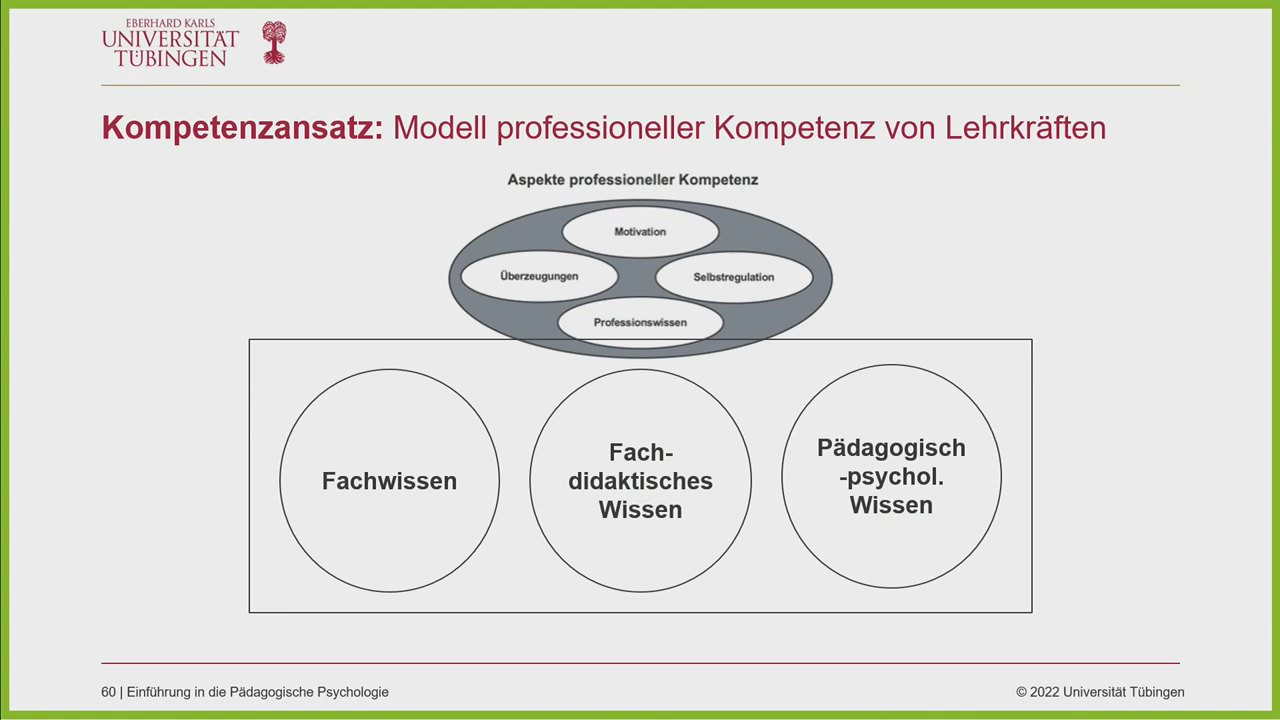 EBERHARD KARLS
UNIVERSITÄT
TÜBINGEN
Kompetenzansatz: Modell professioneller Kompetenz von Lehrkräften
Aspekte professioneller Kompetenz
Motivation
Überzeugungen
Selbstregulation
Professionswissen
Fachwissen
Fach-
didaktisches
Wissen
Pädagogisch
-psychol.
Wissen
60 | Einführung in die Pädagogische Psychologie
© 2022 Universität Tübingen